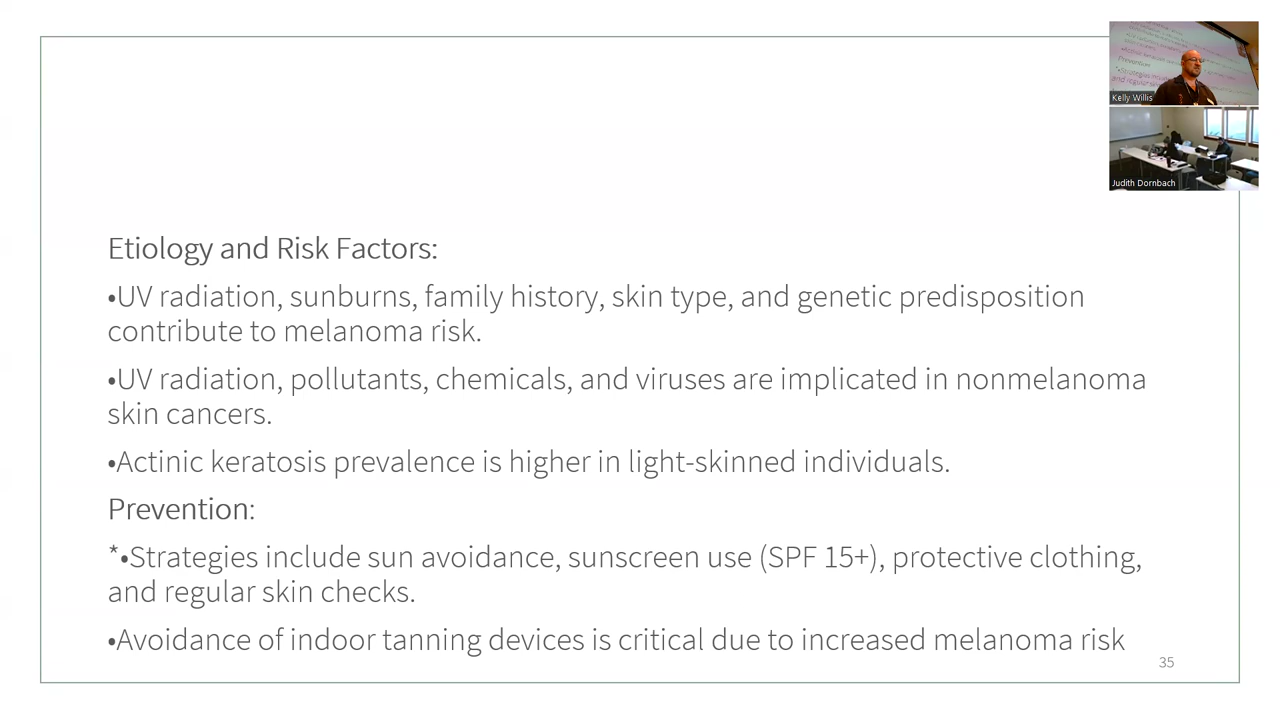 Etiology and Risk Factors:
•UV radiation, sunburns, family history, skin type, and genetic predisposition
contribute to melanoma risk.
•UV radiation, pollutants, chemicals, and viruses are implicated in nonmelanoma
skin cancers.
•Actinic keratosis prevalence is higher in light-skinned individuals.
Prevention:
*•Strategies include sun avoidance, sunscreen use (SPF 15+), protective clothing,
and regular skin checks.
•Avoidance of indoor tanning devices is critical due to increased melanoma risk
35
Kelly Willis
Judith Dornbach